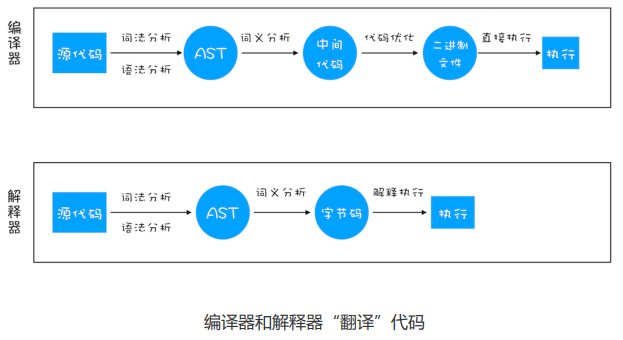 编译器
源代码
词法分析
语法分析
AST
词义分析
中间
代码
代码优化
二进制
文件
直接执行
执行
解释器
源代码
词法分析
语法分析
AST
词义分析
字节码
解释执行
执行
编译器和解释器“翻译”代码